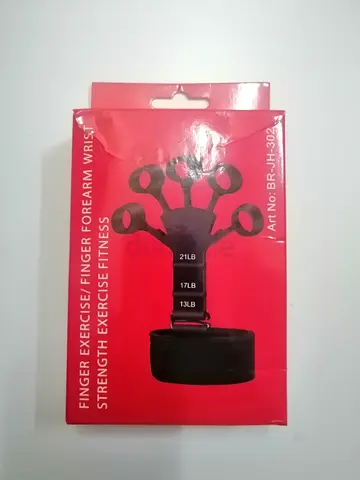 FINGER EXERCISE/ FINGER FOREARM WRIST
STRENGTH EXERCISE FITNESS
21LB
17LB
13LB
Art No: BR-JH-302